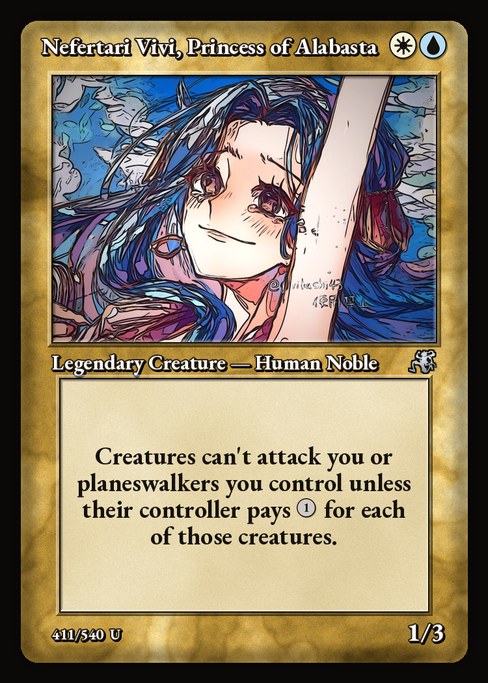 Nefertari Vivi, Princess of Alabasta
Legendary Creature — Human Noble
Creatures can't attack you or
planeswalkers you control unless
their controller pays 1 for each
of those creatures.
411/540 U
1/3